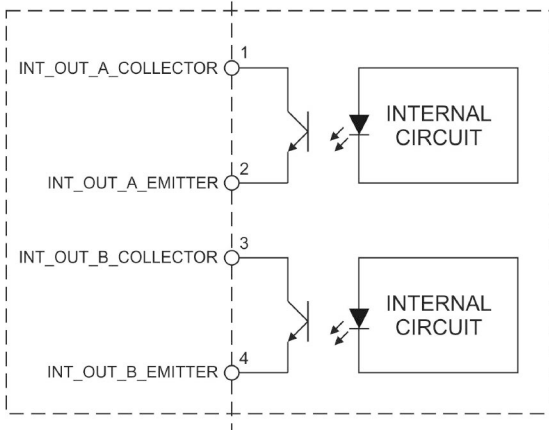 1
INT_OUT_A_COLLECTOR
INTERNAL
CIRCUIT
2
INT_OUT_A_EMITTER
3
INT_OUT_B_COLLECTOR
INTERNAL
CIRCUIT
4
INT_OUT_B_EMITTER